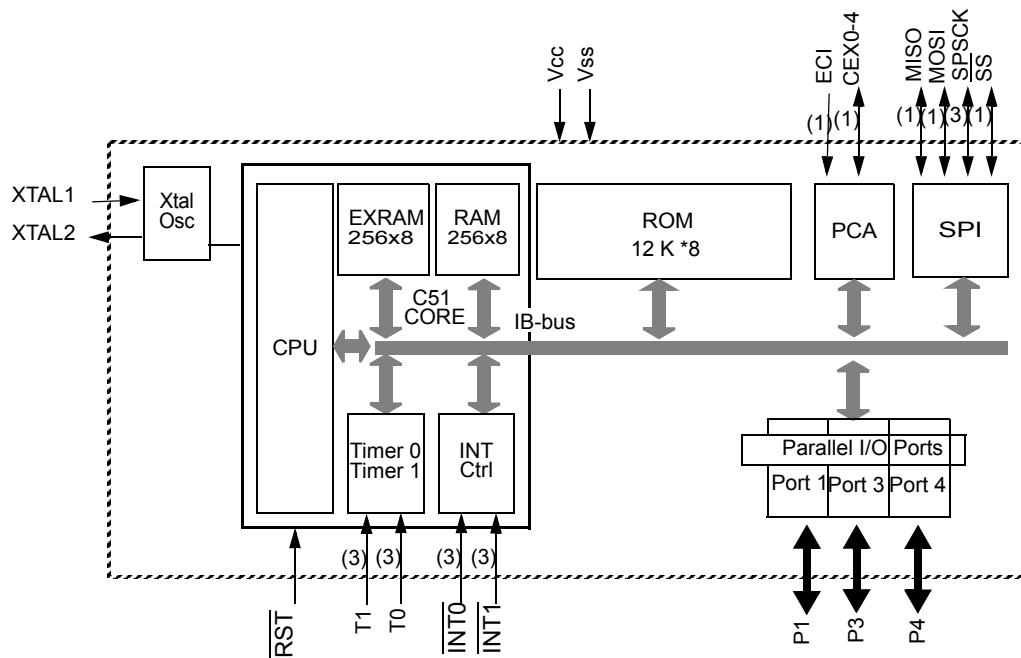 Vcc
Vss
ECI
CEX0-4
MISO
MOSI
SPSCK
SS
(1)
(1)
(1)
(1)
(3)
(1)
XTAL1
XTAL2
Xtal
Osc
EXRAM
256x8
RAM
256x8
ROM
12 K *8
PCA
SPI
C51
CORE
IB-bus
CPU
Timer 0
Timer 1
INT
Ctrl
Parallel I/O Ports
Port 1
Port 3
Port 4
(3)
(3)
(3)
(3)
RST
T1
T0
INT0
INT1
P1
P3
P4